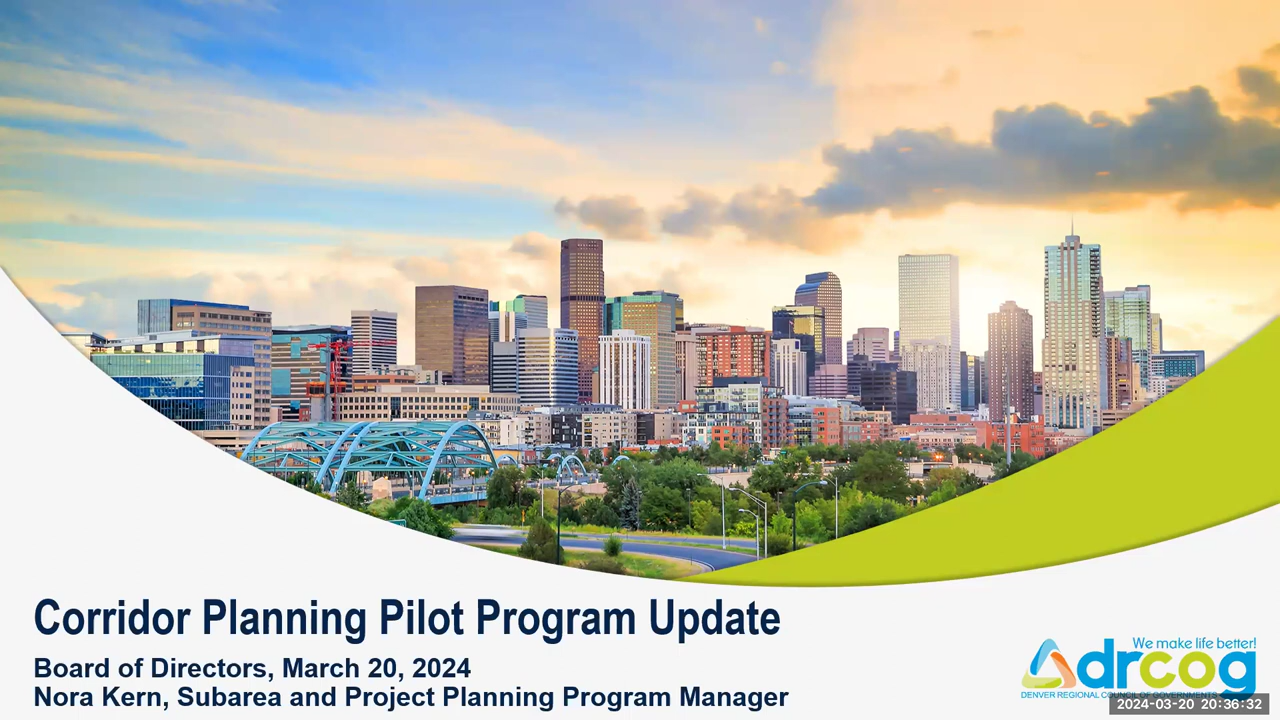 Corridor Planning Pilot Program Update
Board of Directors, March 20, 2024
Nora Kern, Subarea and Project Planning Program Manager
We make life better!
drcog
DENVER REGIONAL COUNCIL OF GOVERNMENTS
2024-03-20 20:36:32